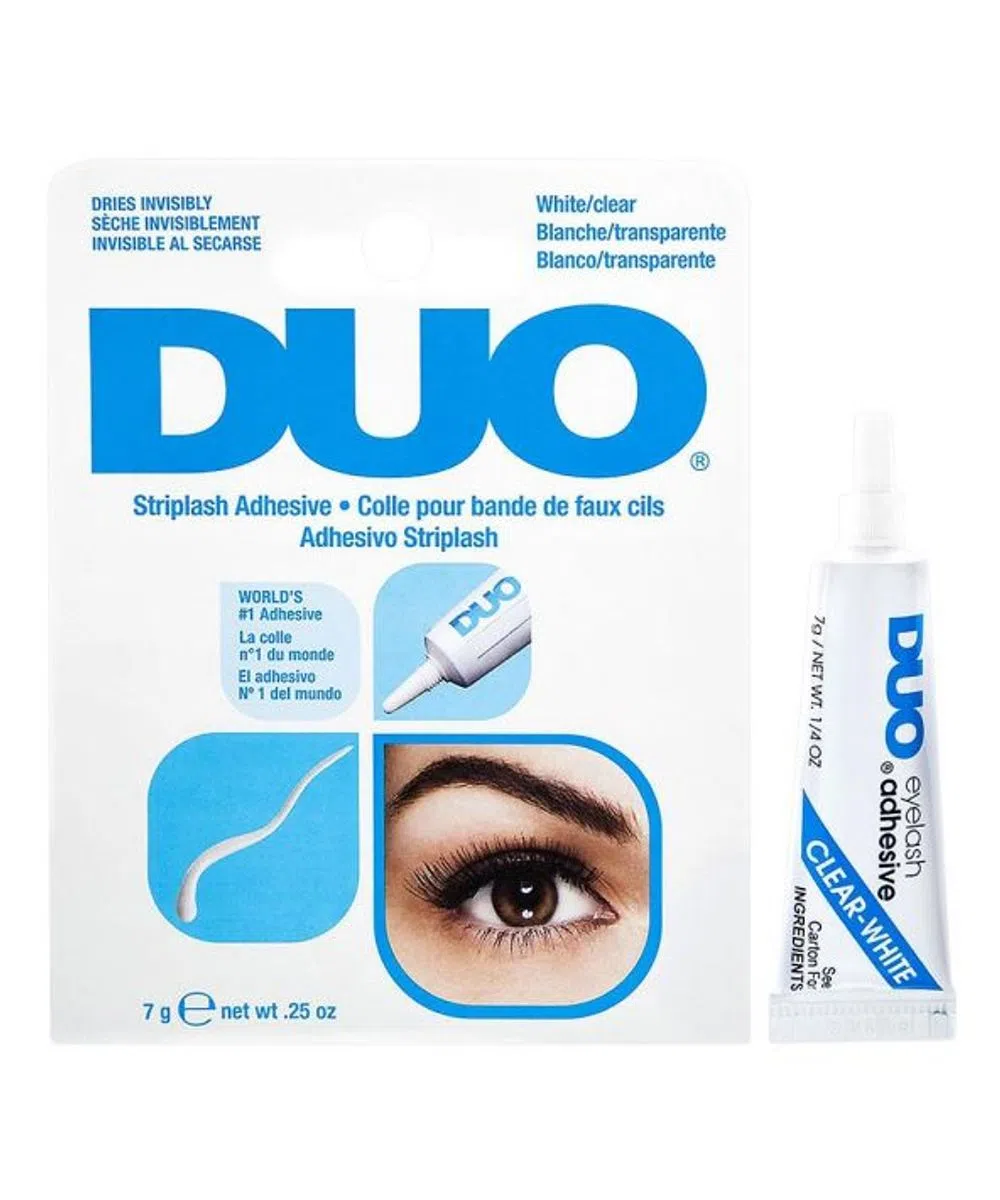 DRIES INVISIBLY
SÈCHE INVISIBLEMENT
INVISIBLE AL SECARSE
White/clear
Blanche/transparente
Blanco/transparente
DUO®
Striplash Adhesive • Colle pour bande de faux cils
Adhesivo Striplash
WORLD'S
#1 Adhesive
La colle
n°1 du monde
El adhesivo
Nº 1 del mundo
DUO
7 g ℮ net wt .25 oz
7g / NET WT. 1/4 OZ
DUO®
eyelash
adhesive
CLEAR-WHITE
See
Carton For
INGREDIENTS